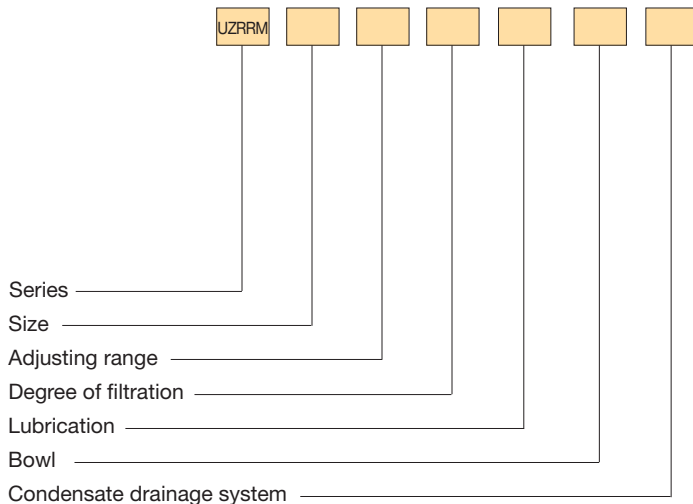 UZRRM
Series
Size
Adjusting range
Degree of filtration
Lubrication
Bowl
Condensate drainage system